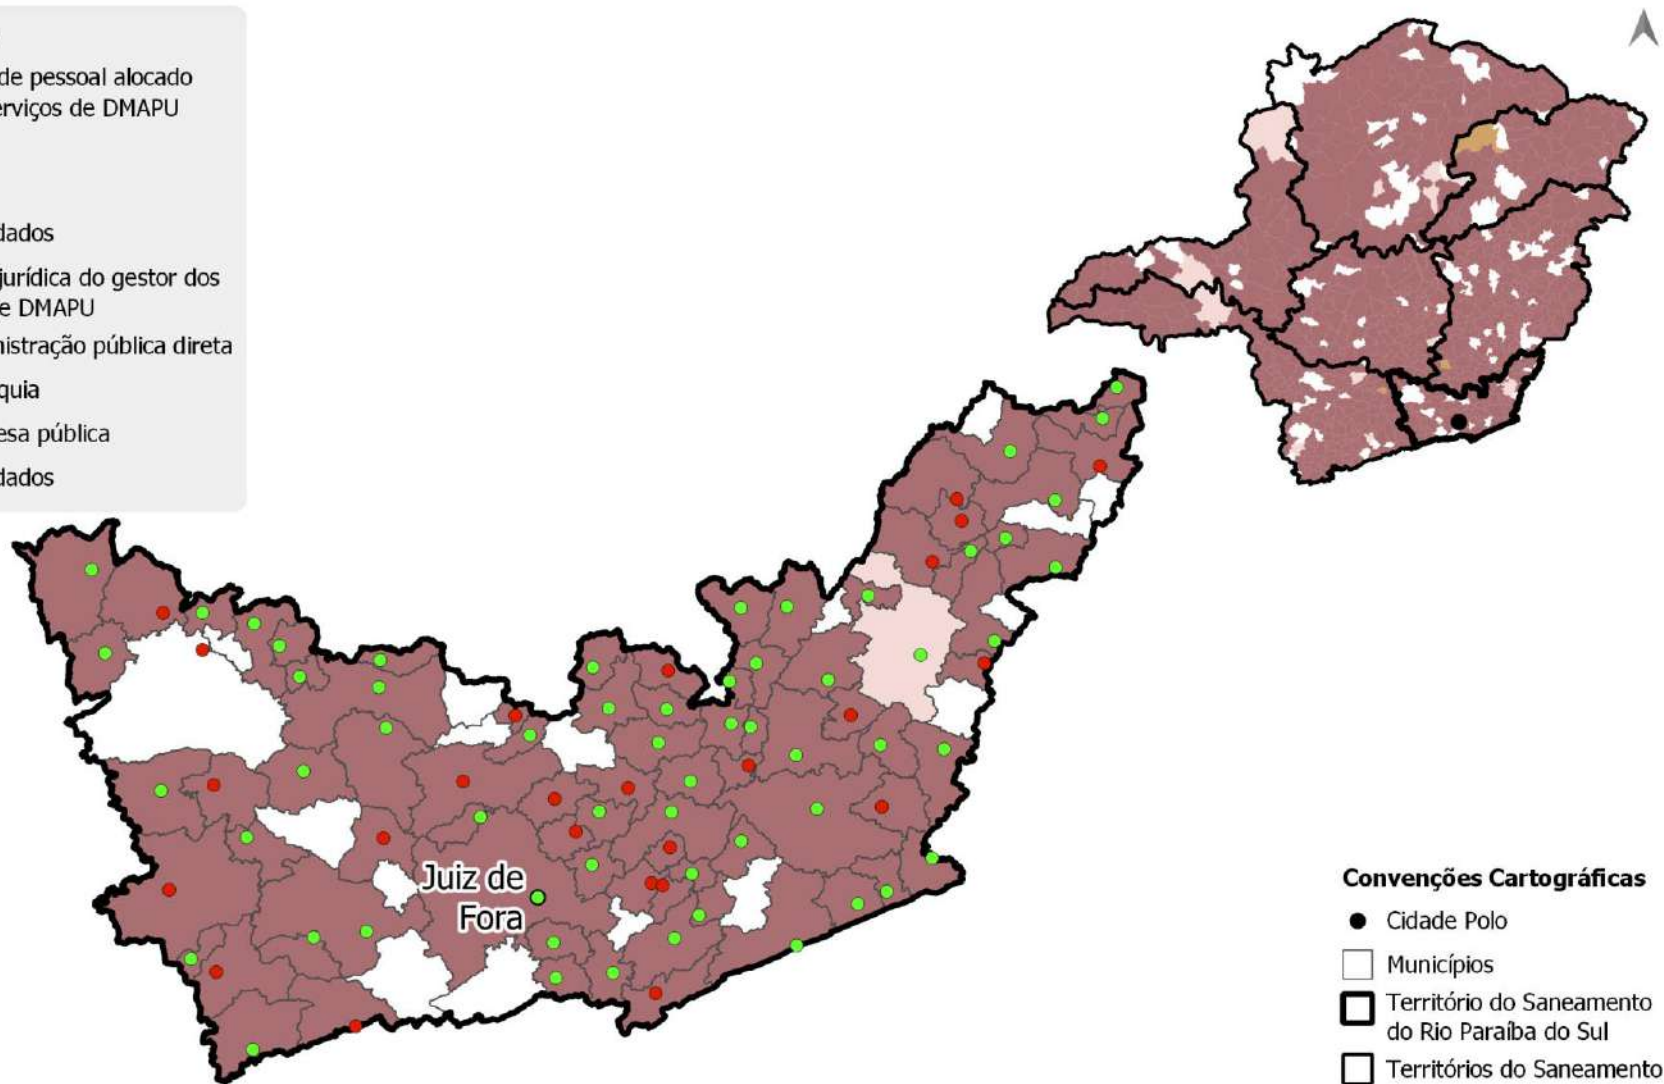 de pessoal alocado
erviços de DMAPU
dados
jurídica do gestor dos
e DMAPU
nistração pública direta
quia
esa pública
dados
Juiz de
Fora
Convenções Cartográficas
Cidade Polo
Municípios
Território do Saneamento
do Rio Paraíba do Sul
Territórios do Saneamento